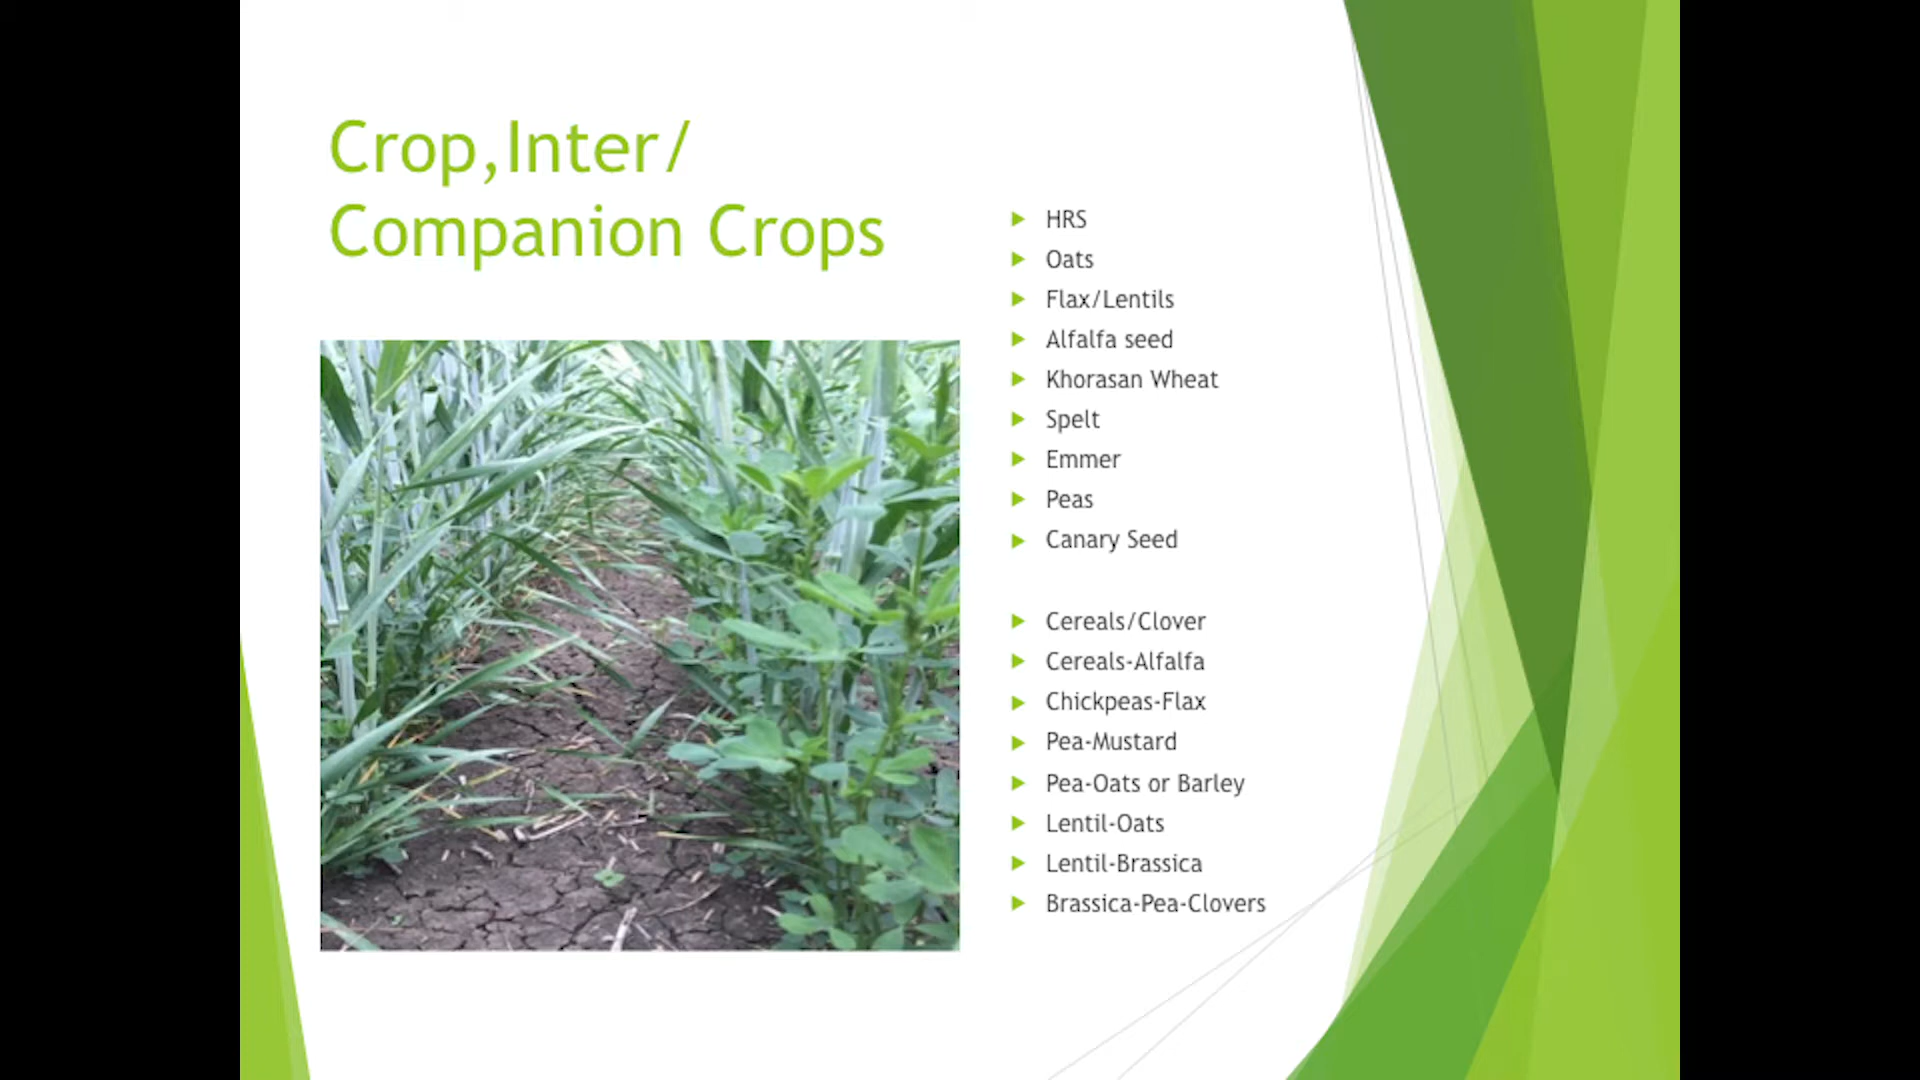 Crop,Inter/
Companion Crops
HRS
Oats
Flax/Lentils
Alfalfa seed
Khorasan Wheat
Spelt
Emmer
Peas
Canary Seed
Cereals/Clover
Cereals-Alfalfa
Chickpeas-Flax
Pea-Mustard
Pea-Oats or Barley
Lentil-Oats
Lentil-Brassica
Brassica-Pea-Clovers